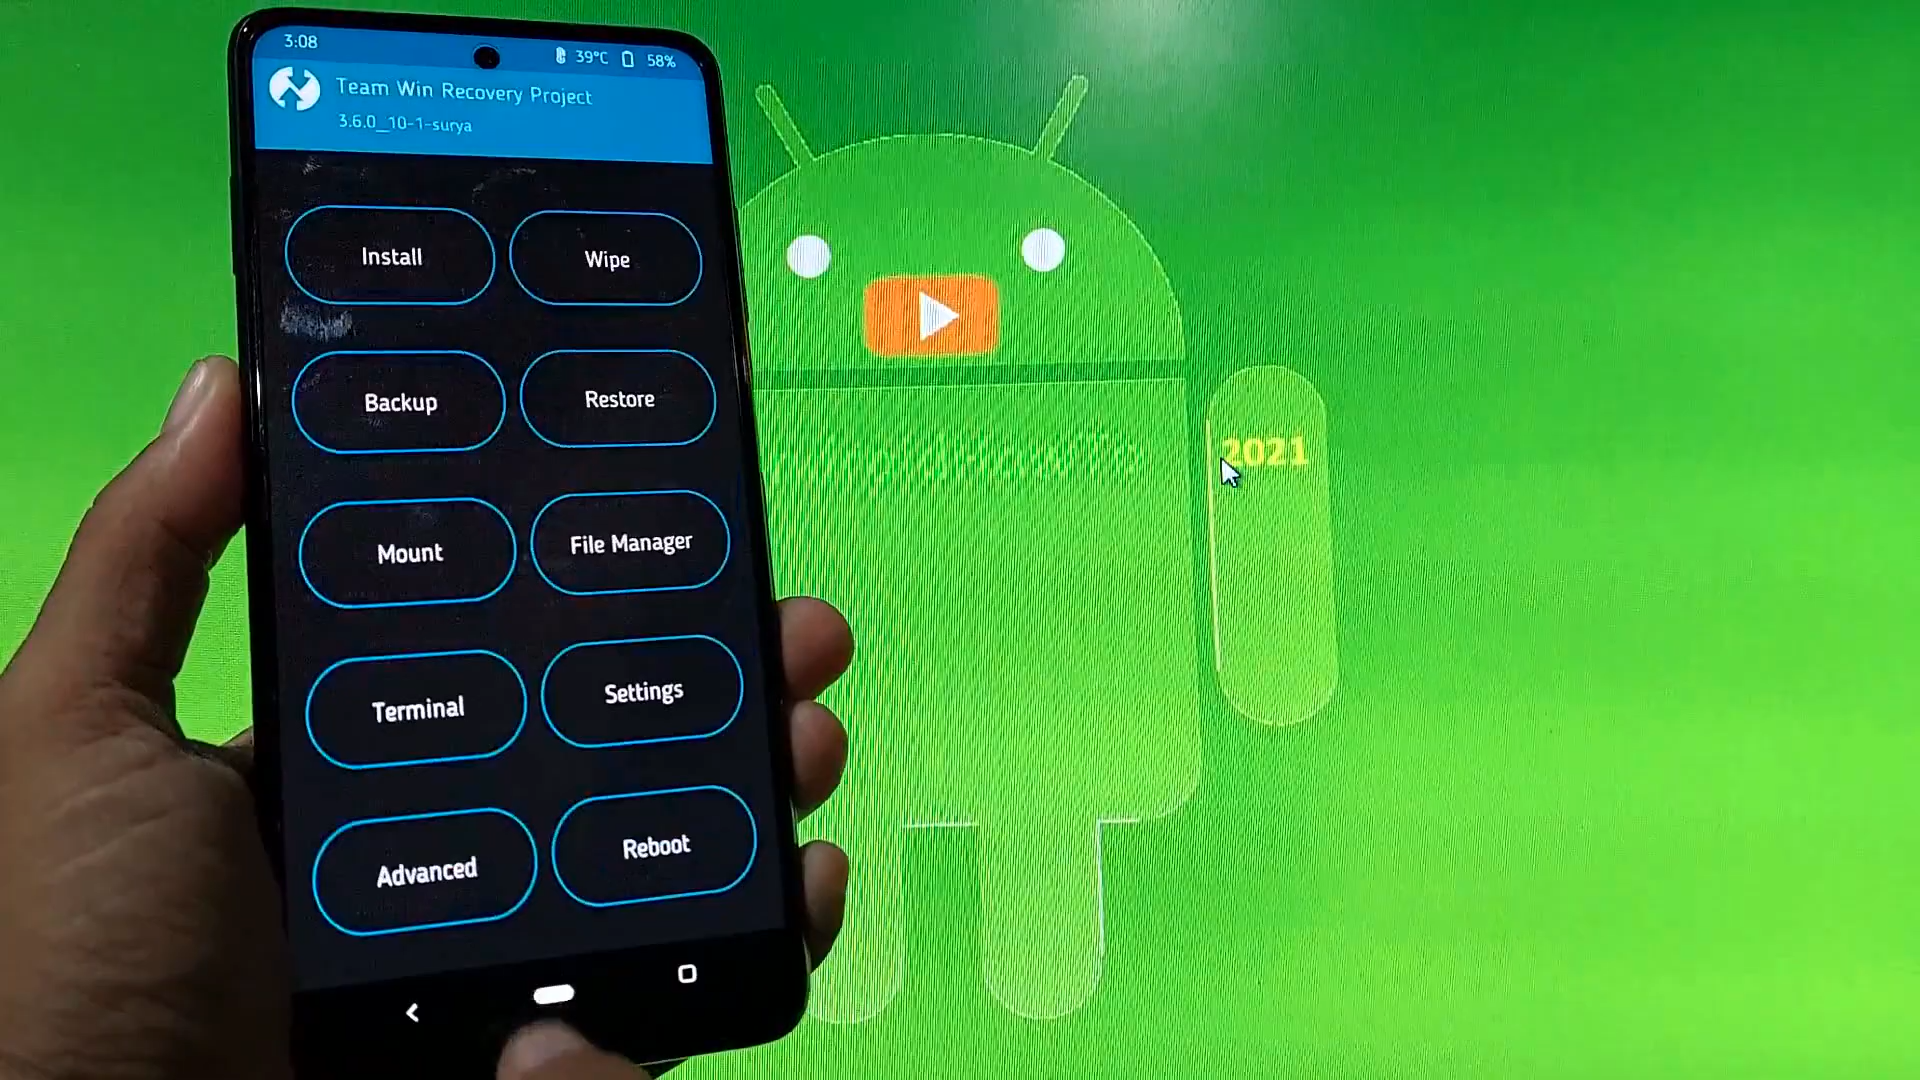 3:08
39°C 58%
Team Win Recovery Project
3.6.0_10-1-surya
Install
Wipe
Backup
Restore
Mount
File Manager
Terminal
Settings
Advanced
Reboot
2021